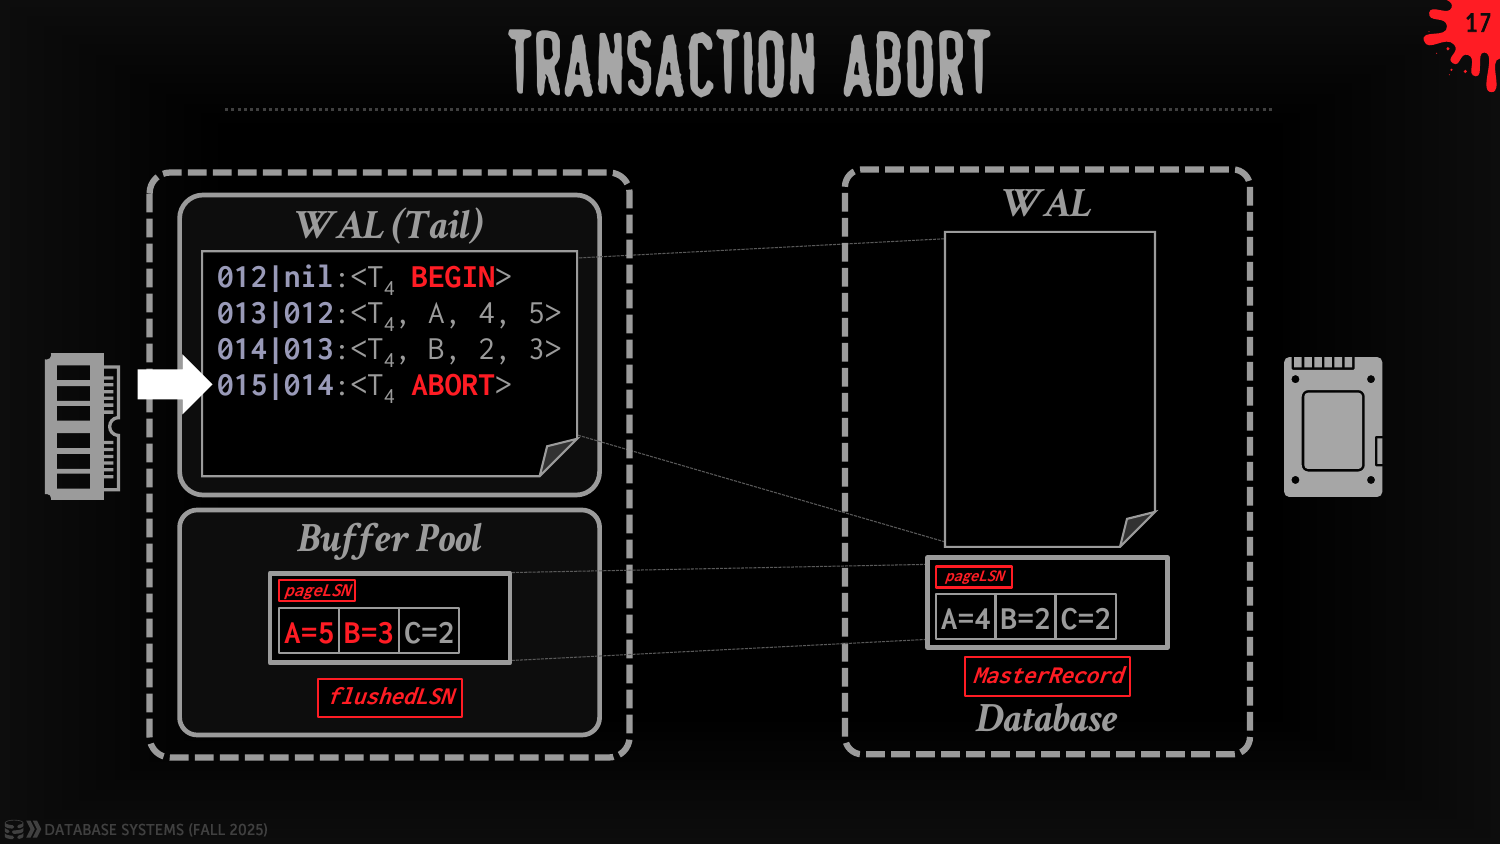 17
TRANSACTION ABORT
WAL (Tail)
012|nil:<T4 BEGIN>
013|012:<T4, A, 4, 5>
014|013:<T4, B, 2, 3>
015|014:<T4 ABORT>
Buffer Pool
pageLSN
A=5 B=3 C=2
flushedLSN
WAL
pageLSN
A=4 B=2 C=2
MasterRecord
Database
DATABASE SYSTEMS (FALL 2025)